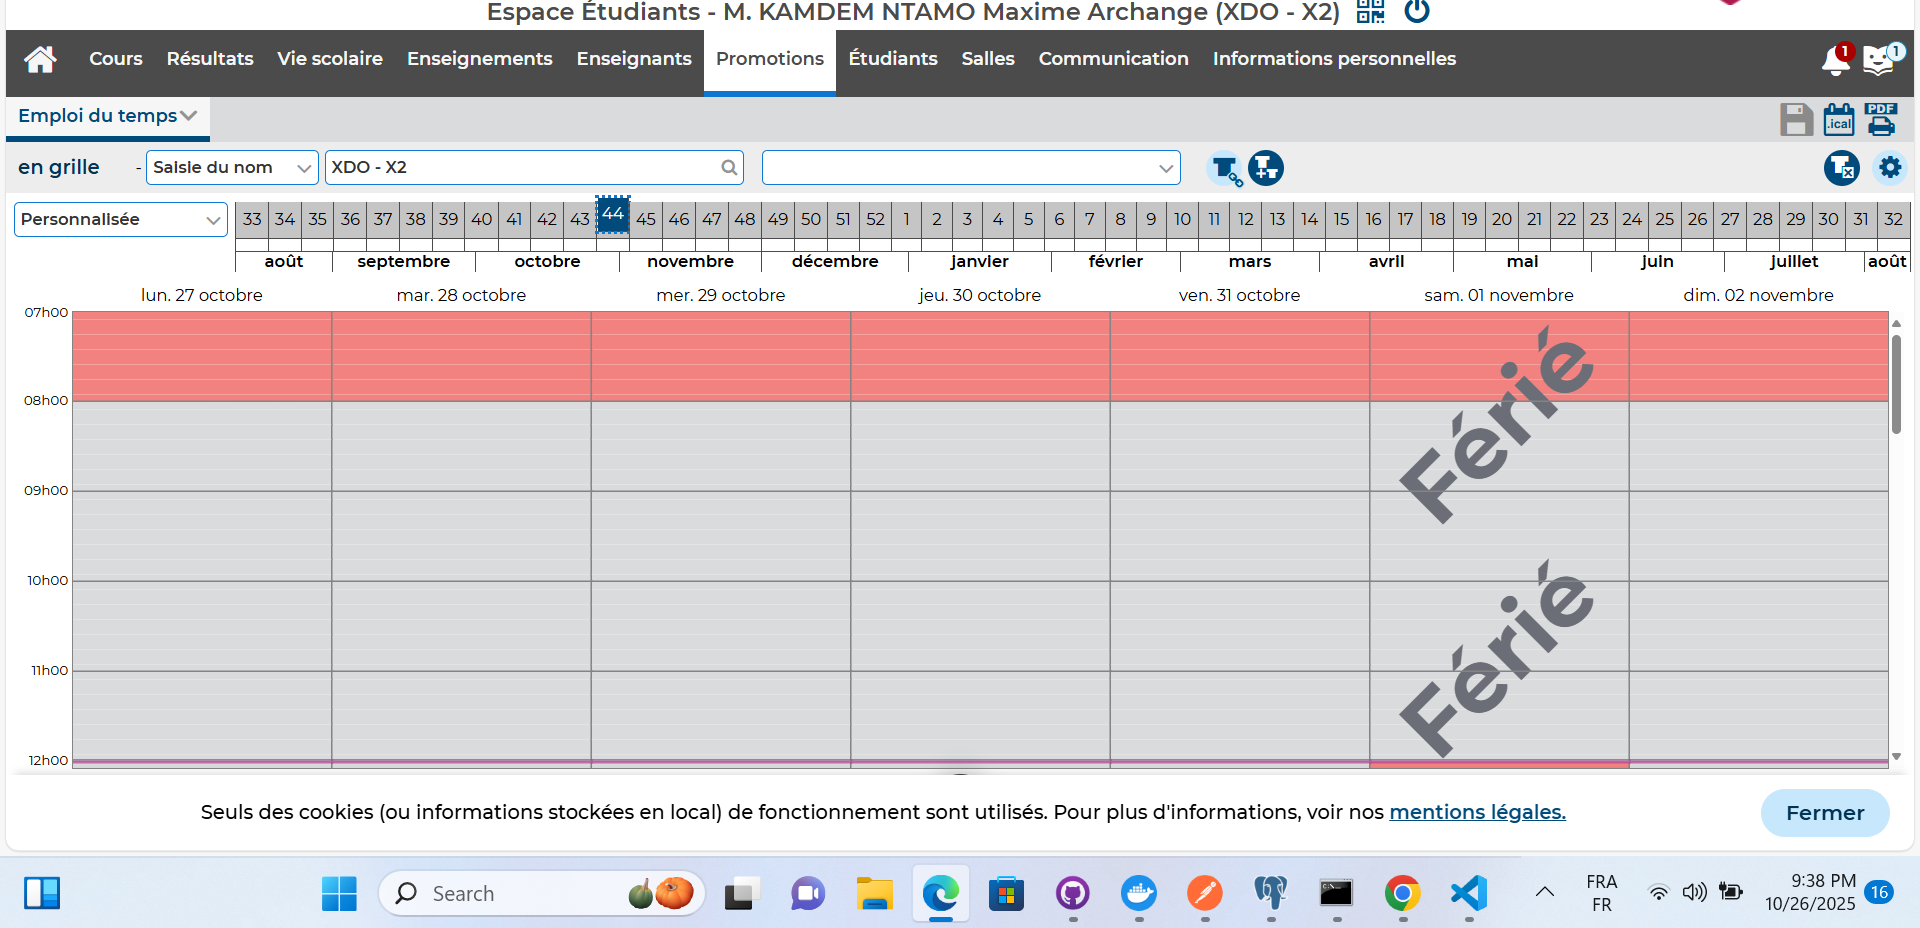 Espace Étudiants - M. KAMDEM NTAMO Maxime Archange (XDO - X2)
Cours Résultats Vie scolaire Enseignements Enseignants Promotions Étudiants Salles Communication Informations personnelles 1 1
Emploi du temps .ical PDF
en grille - Saisie du nom XDO - X2
Personnalisée 33 34 35 36 37 38 39 40 41 42 43 44 45 46 47 48 49 50 51 52 1 2 3 4 5 6 7 8 9 10 11 12 13 14 15 16 17 18 19 20 21 22 23 24 25 26 27 28 29 30 31 32
août septembre octobre novembre décembre janvier février mars avril mai juin juillet août
lun. 27 octobre mar. 28 octobre mer. 29 octobre jeu. 30 octobre ven. 31 octobre sam. 01 novembre dim. 02 novembre
07h00
08h00
Férié
09h00
10h00
Férié
11h00
12h00
Seuls des cookies (ou informations stockées en local) de fonctionnement sont utilisés. Pour plus d'informations, voir nos mentions légales. Fermer
Search FRA 9:38 PM 16
FR 10/26/2025